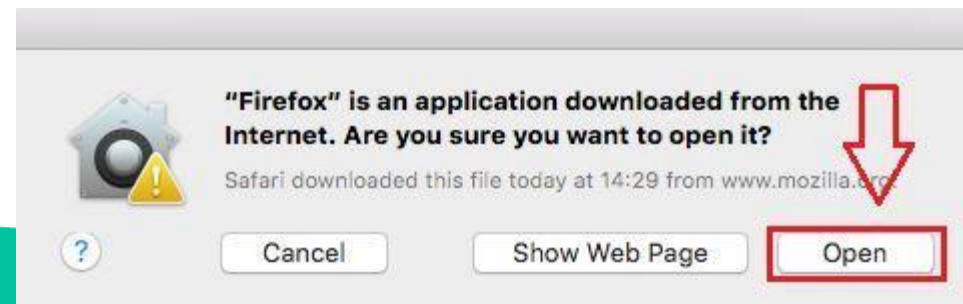 "Firefox" is an application downloaded from the
Internet. Are you sure you want to open it?
Safari downloaded this file today at 14:29 from www.mozilla.org.
?
Cancel
Show Web Page
Open